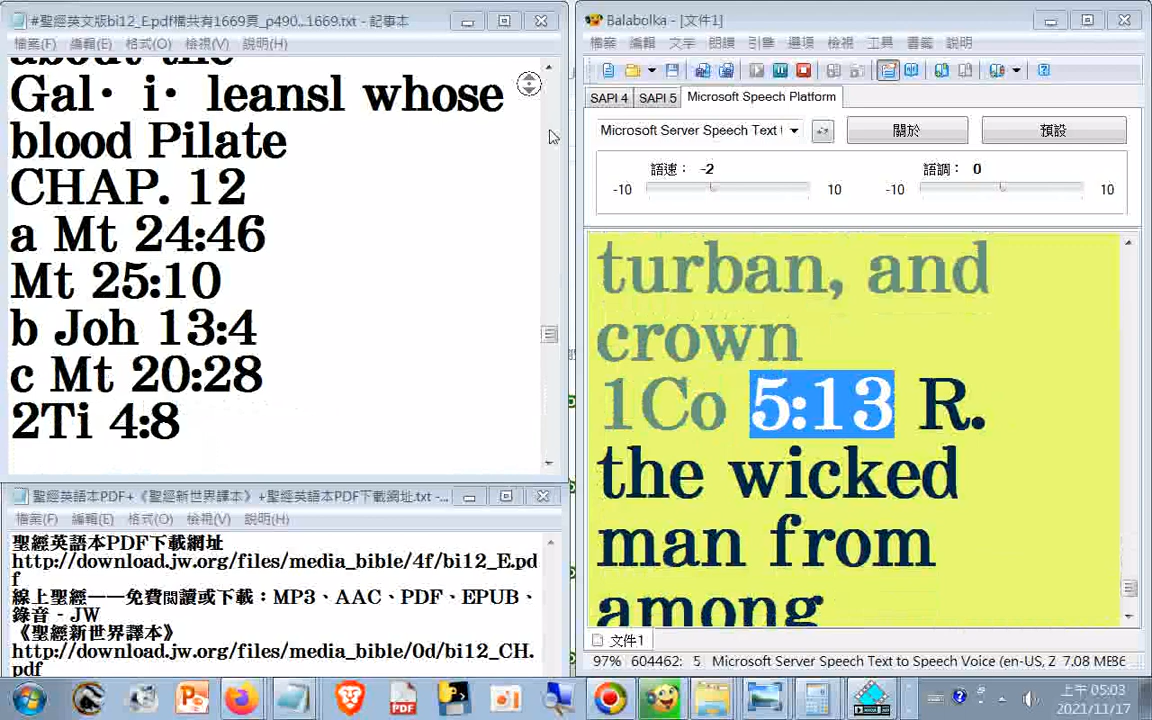 #聖經英文版bi12_E.pdf檔共有1669頁_p490...1669.txt - 記事本
檔案(F) 編輯(E) 格式(O) 檢視(V) 說明(H)
about the
Gal· i· leansl whose
blood Pilate
CHAP. 12
a Mt 24:46
Mt 25:10
b Joh 13:4
c Mt 20:28
2Ti 4:8
聖經英語本PDF+《聖經新世界譯本》+聖經英語本PDF下載網址.txt -...
檔案(F) 編輯(E) 格式(O) 檢視(V) 說明(H)
聖經英語本PDF下載網址
http://download.jw.org/files/media_bible/4f/bi12_E.pd
f
線上聖經——免費閱讀或下載：MP3、AAC、PDF、EPUB、
錄音 - JW
《聖經新世界譯本》
http://download.jw.org/files/media_bible/0d/bi12_CH.
pdf
Balabolka - [文件1]
檔案 編輯 文字 朗讀 引擎 選項 檢視 工具 書籤 說明
SAPI 4 SAPI 5 Microsoft Speech Platform
Microsoft Server Speech Text 關於 預設
語速： -2 語調： 0
-10 10 -10 10
turban, and
crown
1Co 5:13 R.
the wicked
man from
among
文件1
97% 604462: 5 Microsoft Server Speech Text to Speech Voice (en-US, Z 7.08 МБ
PDF
上午 05:03
2021/11/17